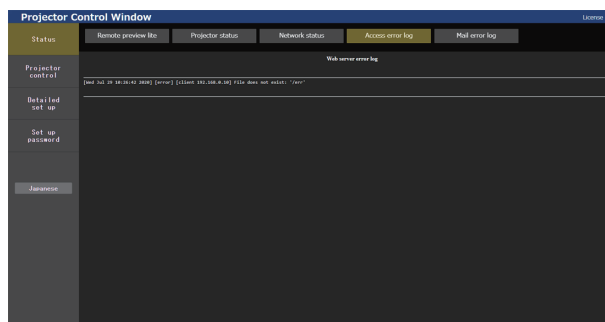 Projector Control Window
License
Status
Remote preview lite
Projector status
Network status
Access error log
Mail error log
Web server error log
[Wed Jul 29 10:26:42 2020] [error] [client 192.168.0.10] File does not exist: '/err'
Projector
control
Detailed
set up
Set up
password
Japanese